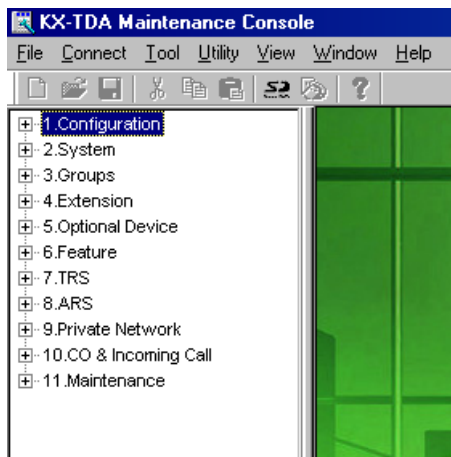 KX-TDA Maintenance Console
File Connect Tool Utility View Window Help
1.Configuration
2.System
3.Groups
4.Extension
5.Optional Device
6.Feature
7.TRS
8.ARS
9.Private Network
10.CO & Incoming Call
11.Maintenance